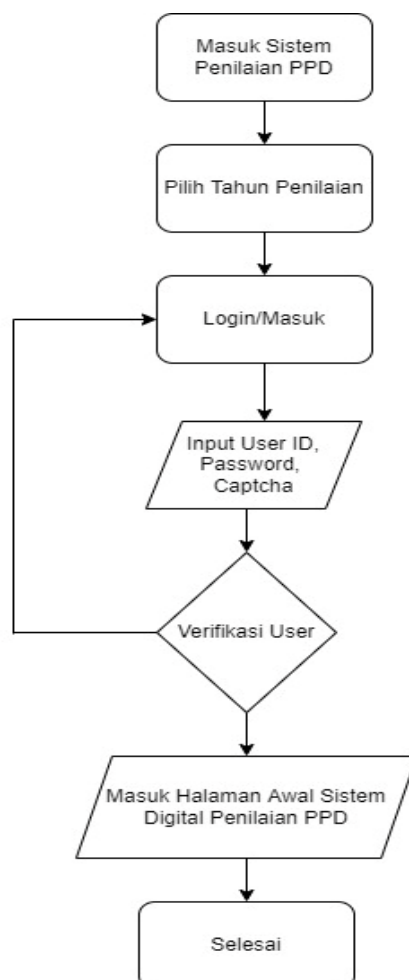 Masuk Sistem
Penilaian PPD
Pilih Tahun Penilaian
Login/Masuk
Input User ID,
Password,
Captcha
Verifikasi User
Masuk Halaman Awal Sistem
Digital Penilaian PPD
Selesai